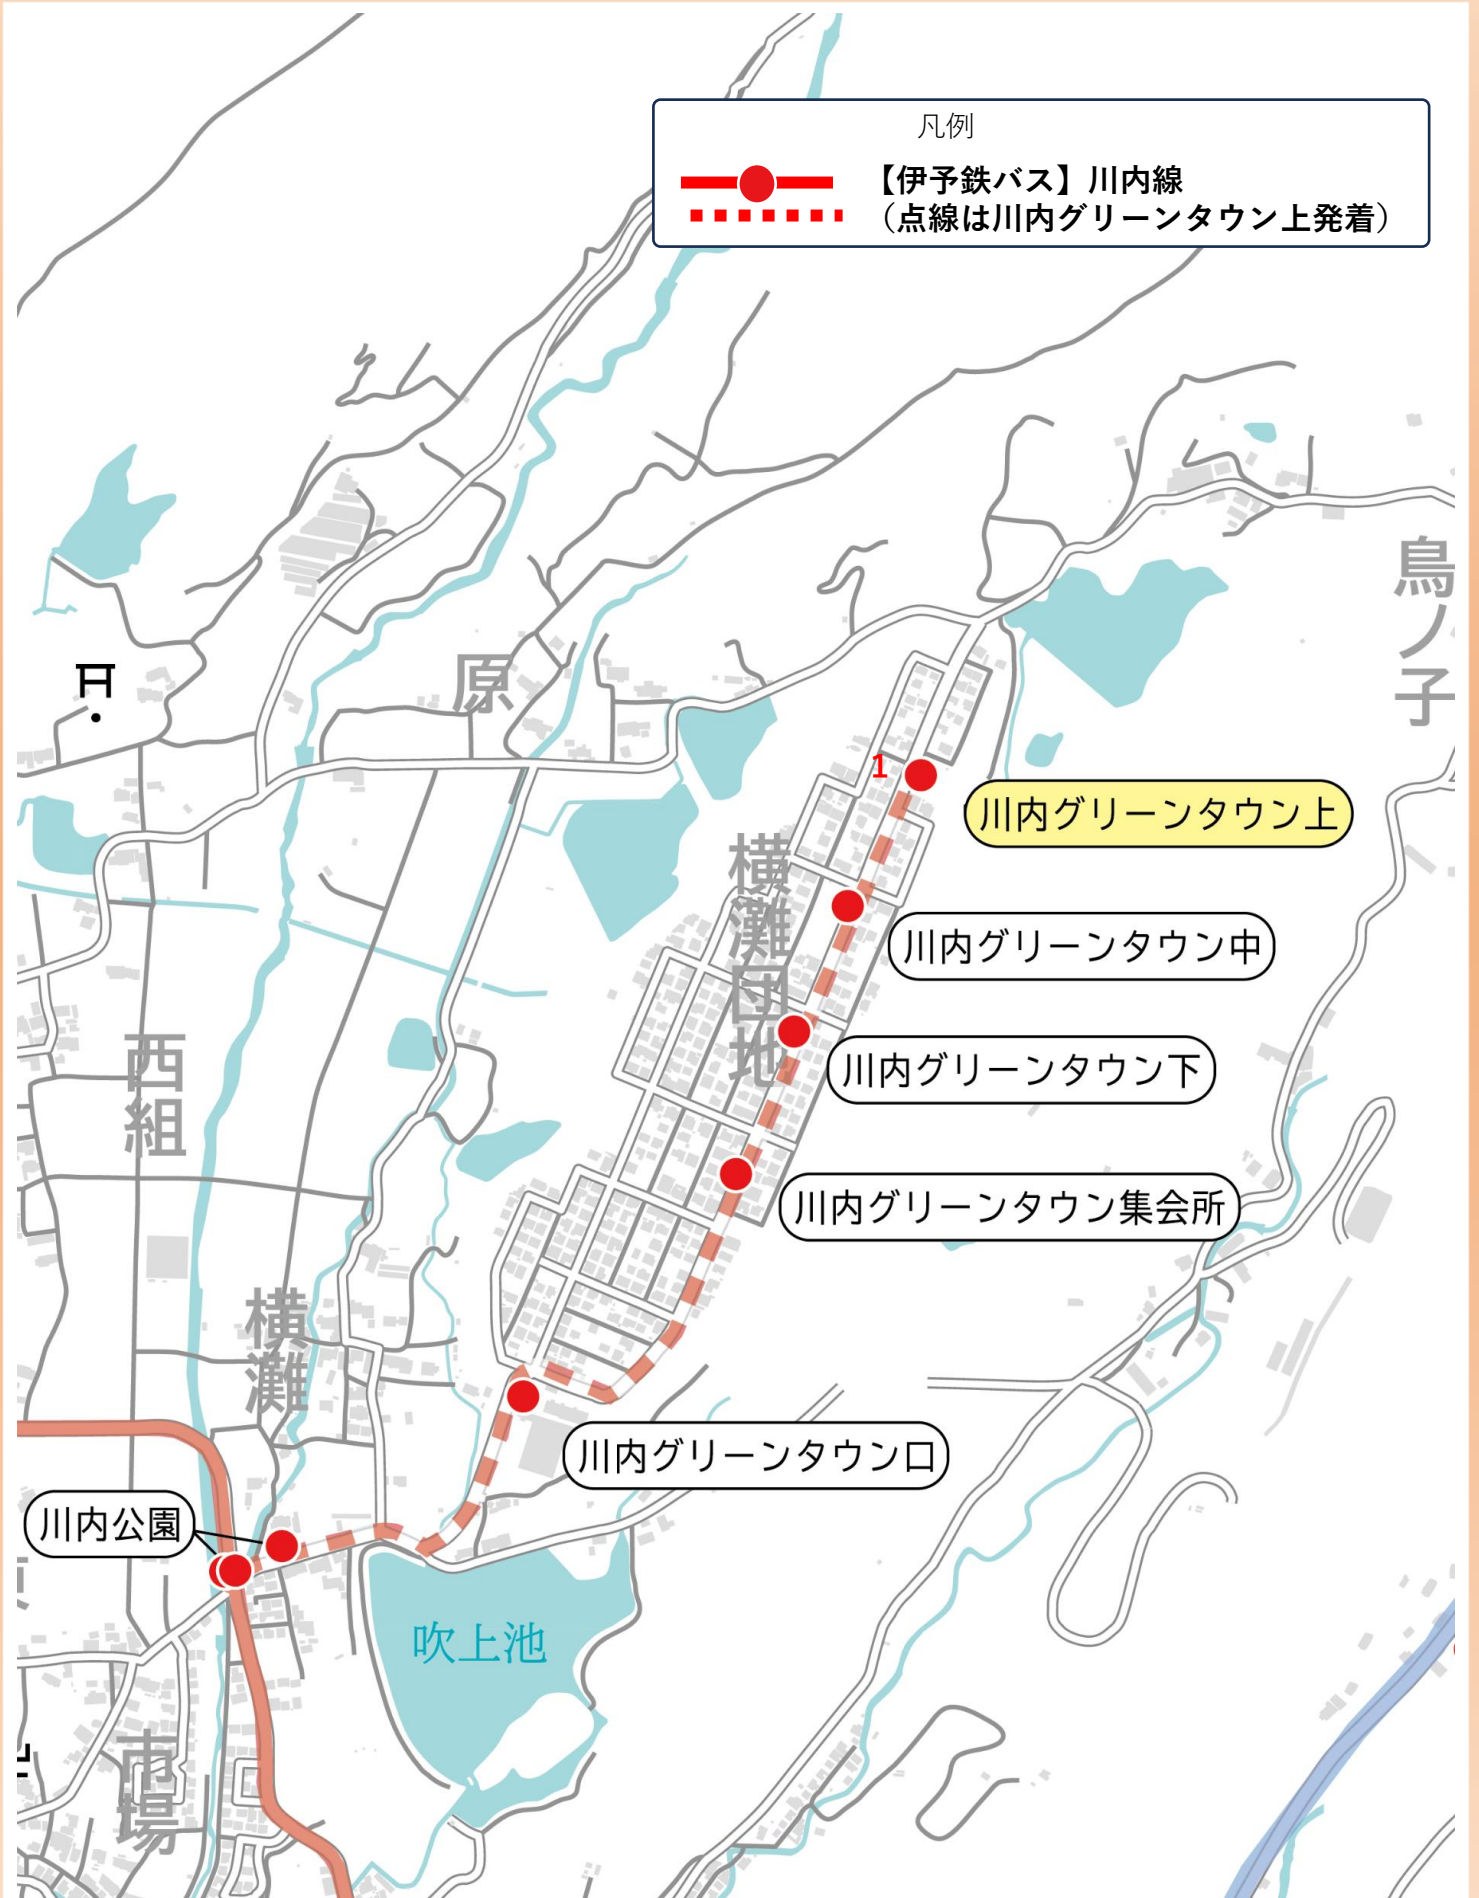 凡例
【伊予鉄バス】川内線
（点線は川内グリーンタウン上発着）
鳥ノ子
原
1
川内グリーンタウン上
横灘団地
川内グリーンタウン中
西組
川内グリーンタウン下
川内グリーンタウン集会所
横灘
川内グリーンタウン口
川内公園
吹上池
市場